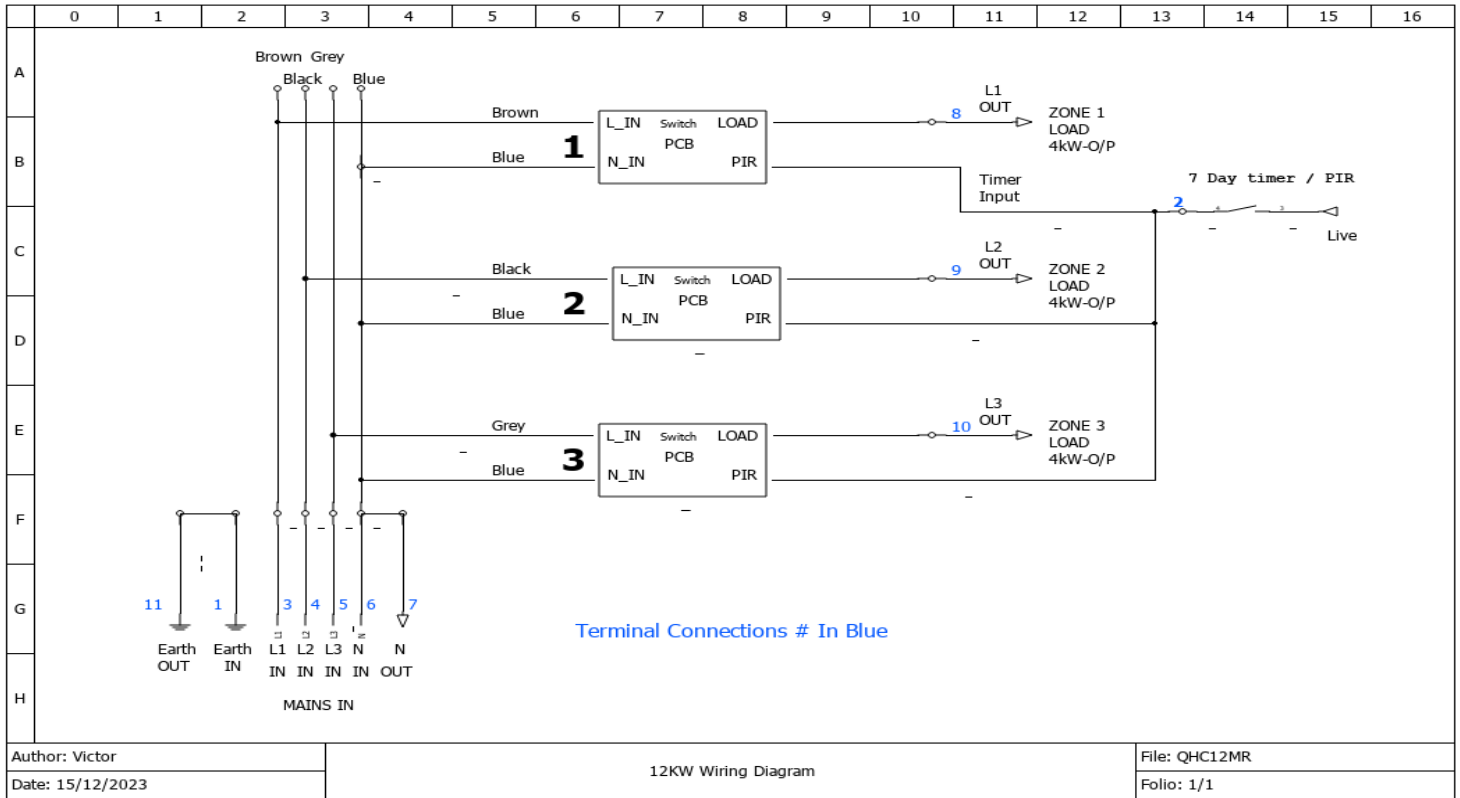 0 1 2 3 4 5 6 7 8 9 10 11 12 13 14 15 16
A
B
C
D
E
F
G
H
Brown Grey
Black Blue
Brown
Blue
1
L_IN Switch LOAD
PCB
N_IN PIR
8
L1
OUT
ZONE 1
LOAD
4kW-O/P
Timer
Input
7 Day timer / PIR
2
4 3
Live
Black
Blue
2
L_IN Switch LOAD
PCB
N_IN PIR
9
L2
OUT
ZONE 2
LOAD
4kW-O/P
Grey
Blue
3
L_IN Switch LOAD
PCB
N_IN PIR
10
L3
OUT
ZONE 3
LOAD
4kW-O/P
11 1 3 4 5 6 7
L1 L2 L3 N
Earth Earth L1 L2 L3 N N
OUT IN IN IN IN IN OUT
MAINS IN
Terminal Connections # In Blue
Author: Victor
Date: 15/12/2023
12KW Wiring Diagram
File: QHC12MR
Folio: 1/1